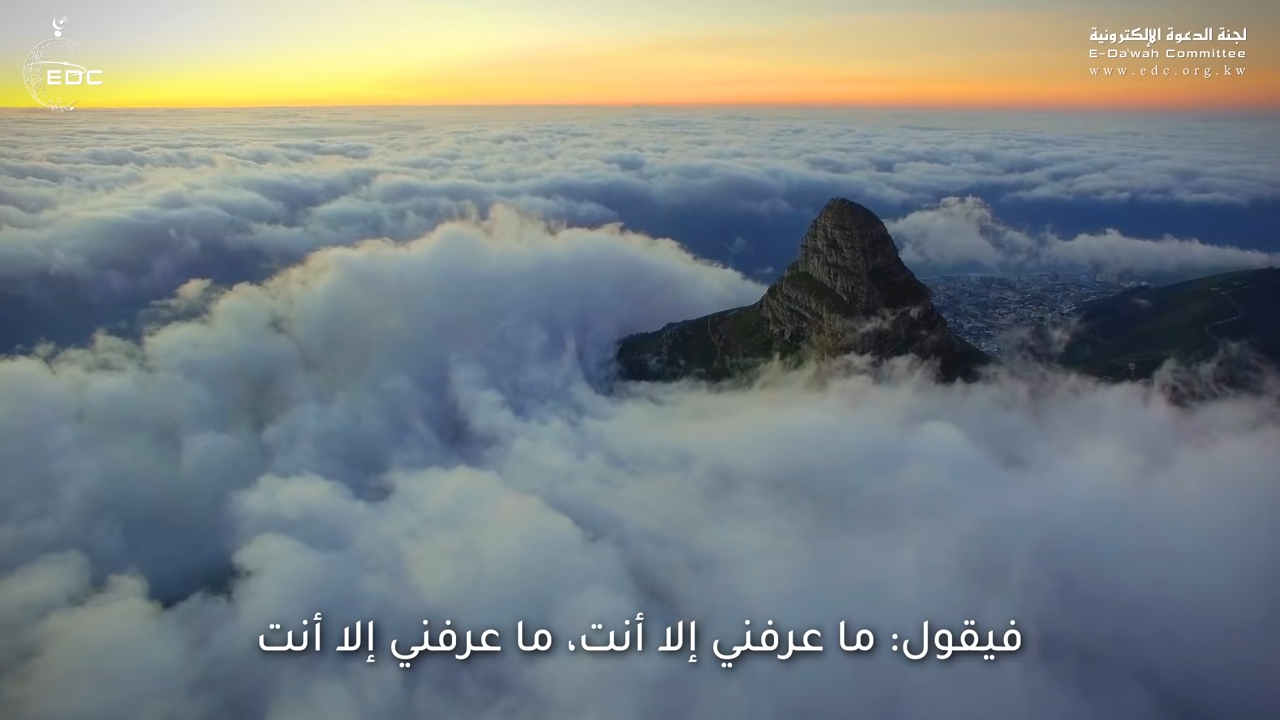 EDC
لجنة الدعوة الإلكترونية
E-Da'wah Committee
www.edc.org.kw
فيقول: ما عرفني إلا أنت، ما عرفني إلا أنت